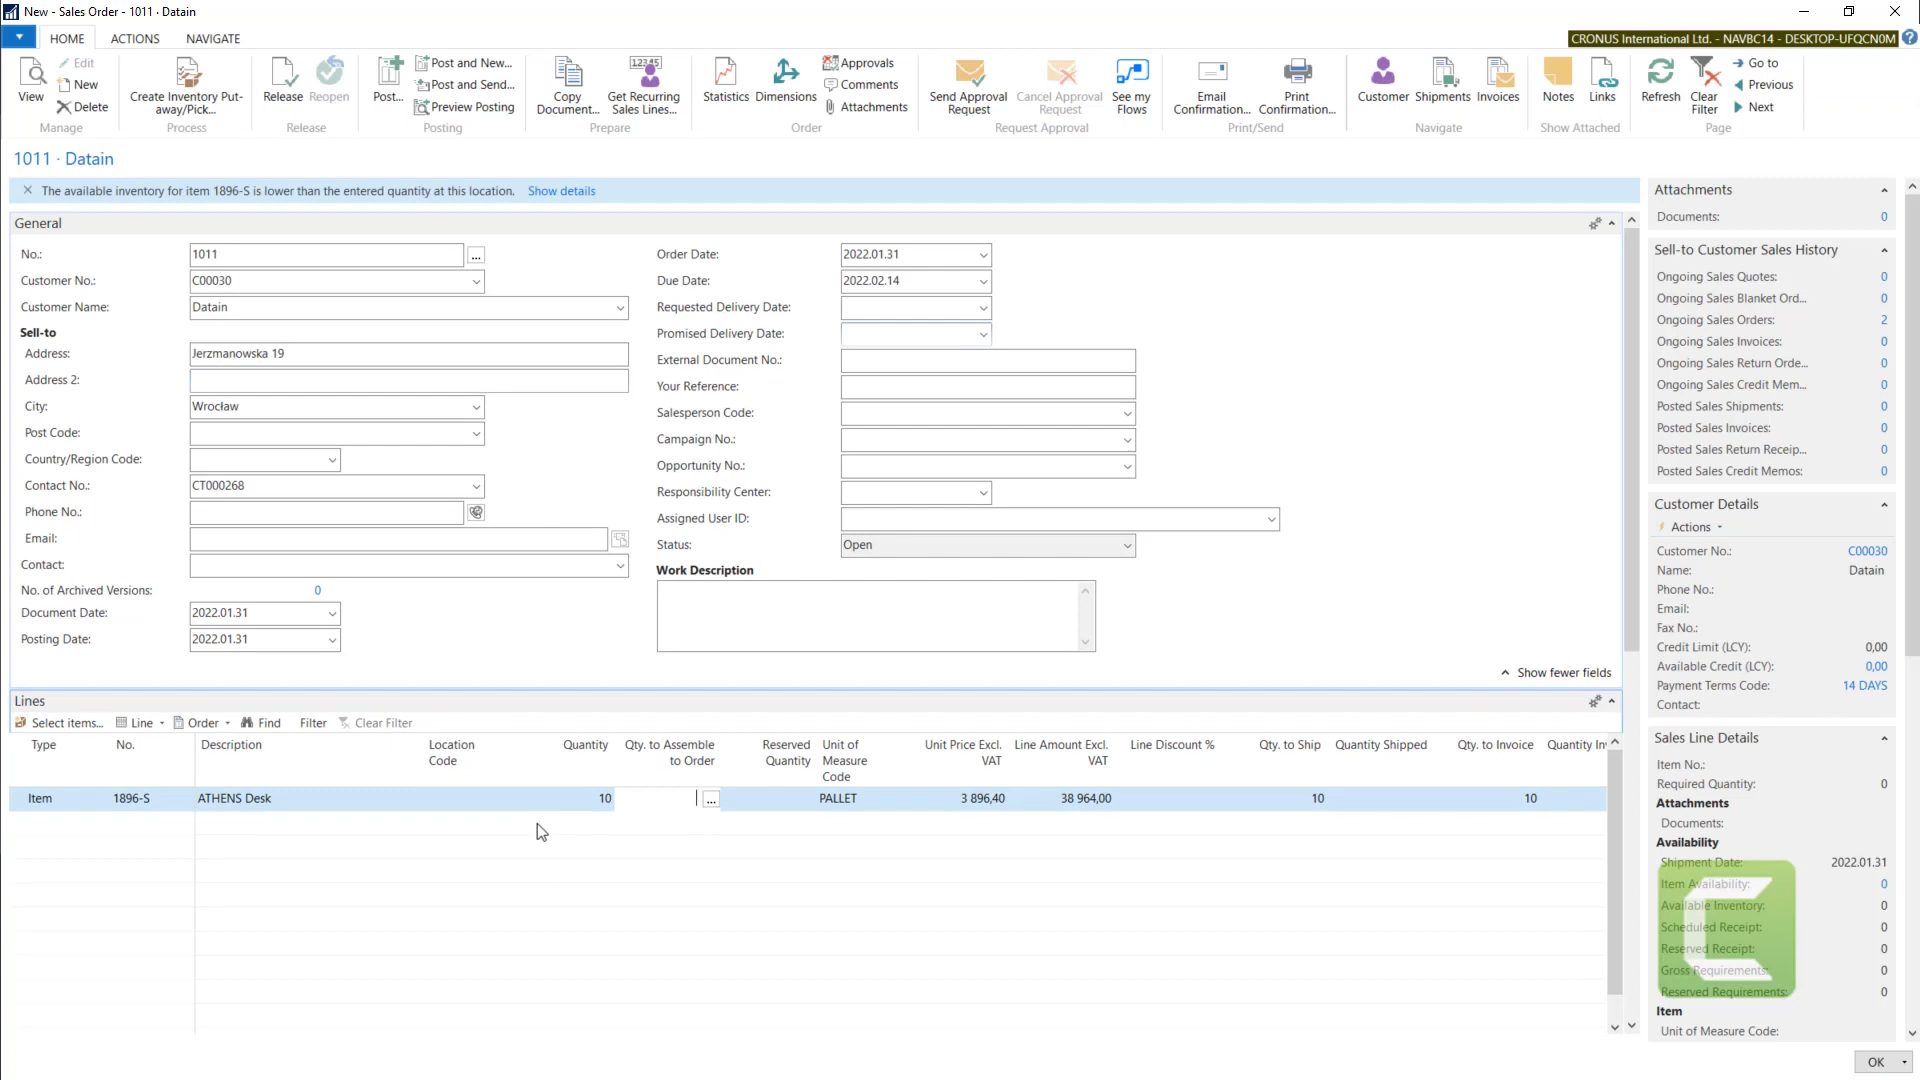 New - Sales Order - 1011 · Datain
HOME ACTIONS NAVIGATE
CRONUS International Ltd. - NAVBC14 - DESKTOP-UFQCN0M
View
Edit
New
Delete
Manage
Create Inventory Put-away/Pick...
Process
Release
Reopen
Release
Post...
Post and New...
Post and Send...
Preview Posting
Posting
Copy Document...
12345
Get Recurring Sales Lines...
Prepare
Statistics
Dimensions
Approvals
Comments
Attachments
Order
Send Approval Request
Cancel Approval Request
See my Flows
Request Approval
Email Confirmation...
Print Confirmation...
Print/Send
Customer
Shipments
Invoices
Navigate
Notes
Links
Show Attached
Refresh
Clear Filter
Go to
Previous
Next
Page
1011 · Datain
The available inventory for item 1896-S is lower than the entered quantity at this location. Show details
General
No.: 1011 ...
Customer No.: C00030
Customer Name: Datain
Sell-to
Address: Jerzmanowska 19
Address 2:
City: Wrocław
Post Code:
Country/Region Code:
Contact No.: CT000268
Phone No.:
Email:
Contact:
No. of Archived Versions: 0
Document Date: 2022.01.31
Posting Date: 2022.01.31
Order Date: 2022.01.31
Due Date: 2022.02.14
Requested Delivery Date:
Promised Delivery Date:
External Document No.:
Your Reference:
Salesperson Code:
Campaign No.:
Opportunity No.:
Responsibility Center:
Assigned User ID:
Status: Open
Work Description
Show fewer fields
Lines
Select items... Line Order Find Filter Clear Filter
Type No. Description Location Code Quantity Qty. to Assemble to Order Reserved Quantity Unit of Measure Code Unit Price Excl. VAT Line Amount Excl. VAT Line Discount % Qty. to Ship Quantity Shipped Qty. to Invoice Quantity Inv
Item 1896-S ATHENS Desk 10 ... PALLET 3 896,40 38 964,00 10 10
Attachments
Documents: 0
Sell-to Customer Sales History
Ongoing Sales Quotes: 0
Ongoing Sales Blanket Ord... 0
Ongoing Sales Orders: 2
Ongoing Sales Invoices: 0
Ongoing Sales Return Orde... 0
Ongoing Sales Credit Mem... 0
Posted Sales Shipments: 0
Posted Sales Invoices: 0
Posted Sales Return Receip... 0
Posted Sales Credit Memos: 0
Customer Details
Actions
Customer No.: C00030
Name: Datain
Phone No.:
Email:
Fax No.:
Credit Limit (LCY): 0,00
Available Credit (LCY): 0,00
Payment Terms Code: 14 DAYS
Contact:
Sales Line Details
Item No.:
Required Quantity: 0
Attachments
Documents:
Availability
Shipment Date: 2022.01.31
Item Availability: 0
Available Inventory: 0
Scheduled Receipt: 0
Reserved Receipt: 0
Gross Requirements: 0
Reserved Requirements: 0
Item
Unit of Measure Code:
OK